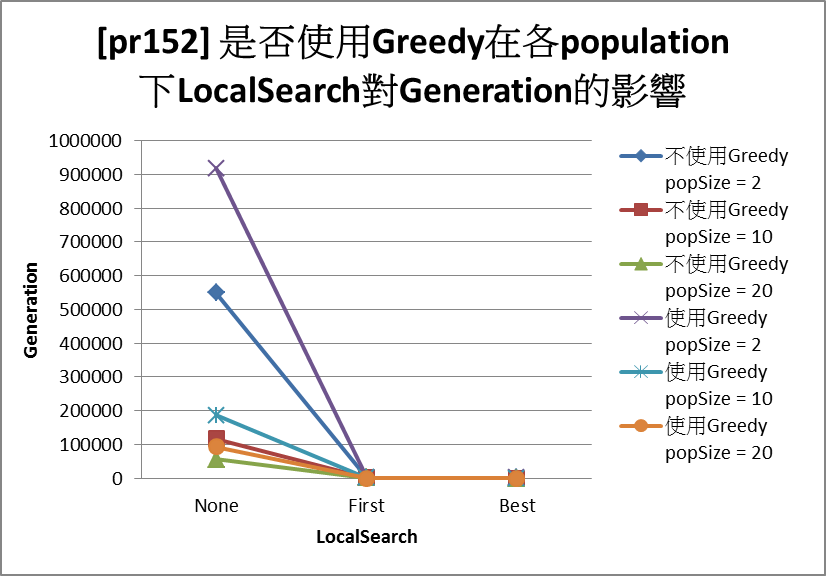 [pr152] 是否使用Greedy在各population
下LocalSearch對Generation的影響
1000000
900000
800000
700000
600000
500000
400000
300000
200000
100000
0
Generation
None
First
Best
LocalSearch
不使用Greedy
popSize = 2
不使用Greedy
popSize = 10
不使用Greedy
popSize = 20
使用Greedy
popSize = 2
使用Greedy
popSize = 10
使用Greedy
popSize = 20